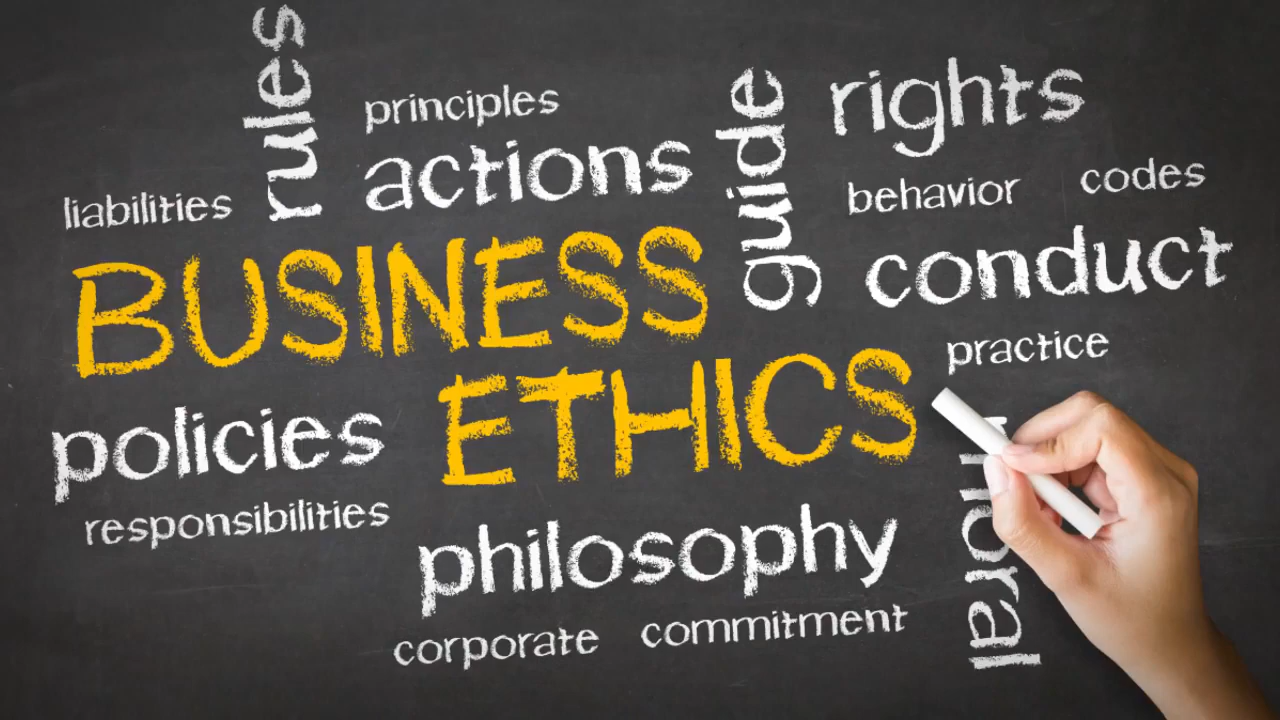 rules
principles
rights
guide
actions
behavior
codes
liabilities
BUSINESS
conduct
practice
ETHICS
policies
moral
responsibilities
philosophy
corporate commitment